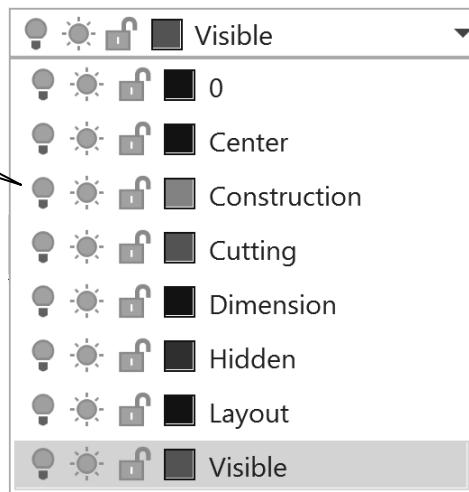 Visible
0
Center
Construction
Cutting
Dimension
Hidden
Layout
Visible